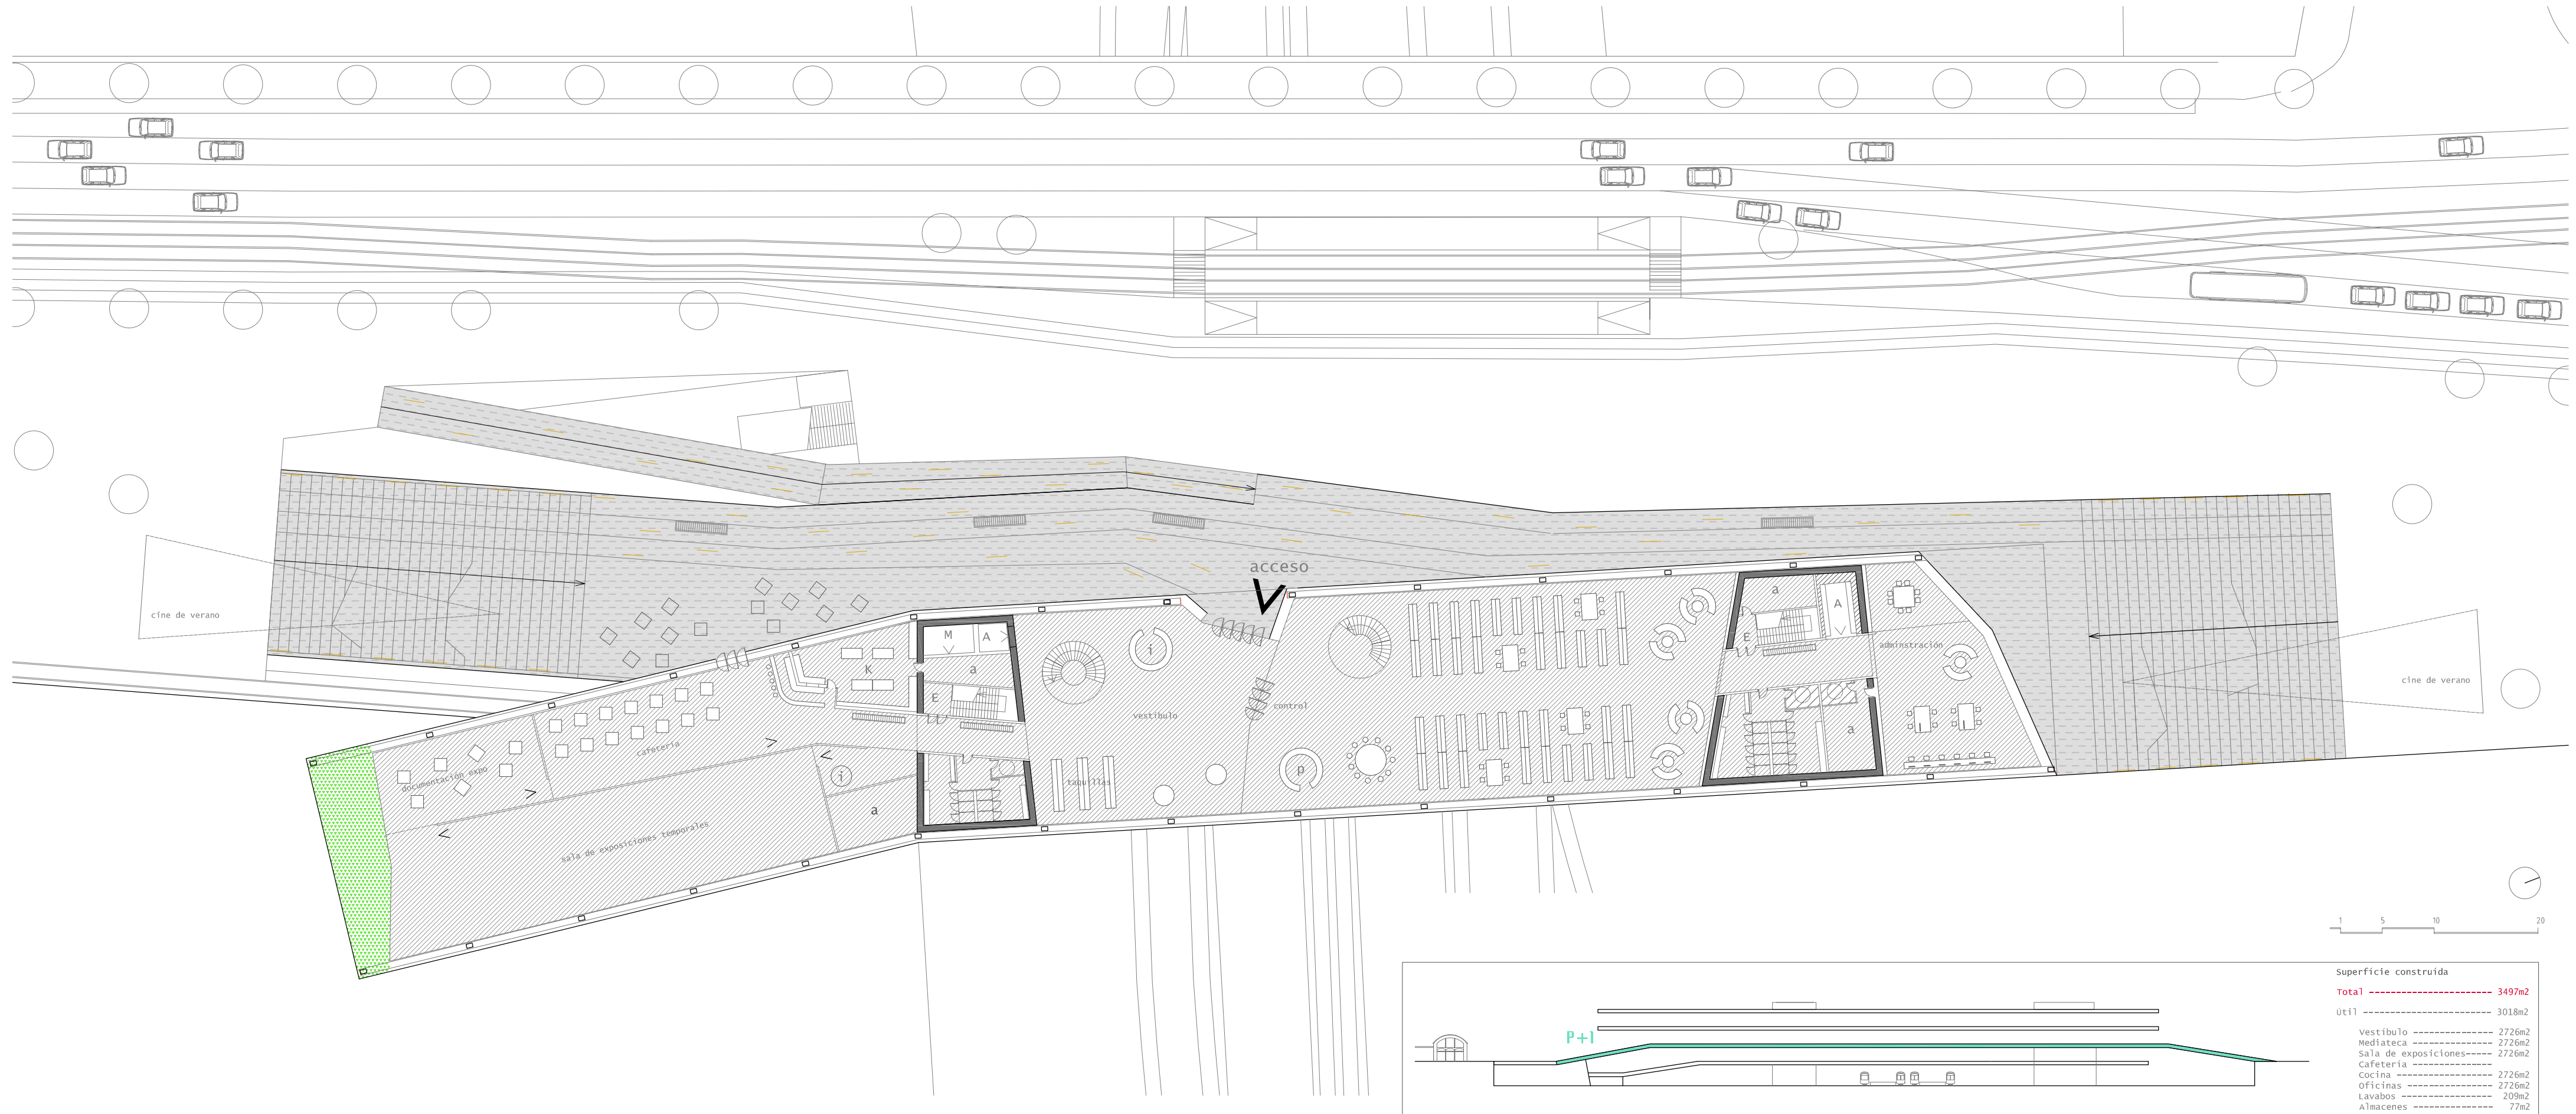 acceso
cine de verano
M
A
a
K
E
i
vestíbulo
control
a
A
E
adminstración
cine de verano
cafetería
documentación expo
i
a
taquillas
p
a
sala de exposiciones temporales
1 5 10 20
P+1
Superficie construida
Total ----------------------- 3497m2
Útil ------------------------ 3018m2
Vestíbulo --------------- 2726m2
Mediateca --------------- 2726m2
Sala de exposiciones----- 2726m2
Cafetería ---------------
Cocina ------------------ 2726m2
Oficinas ---------------- 2726m2
Lavabos ----------------- 209m2
Almacenes --------------- 77m2